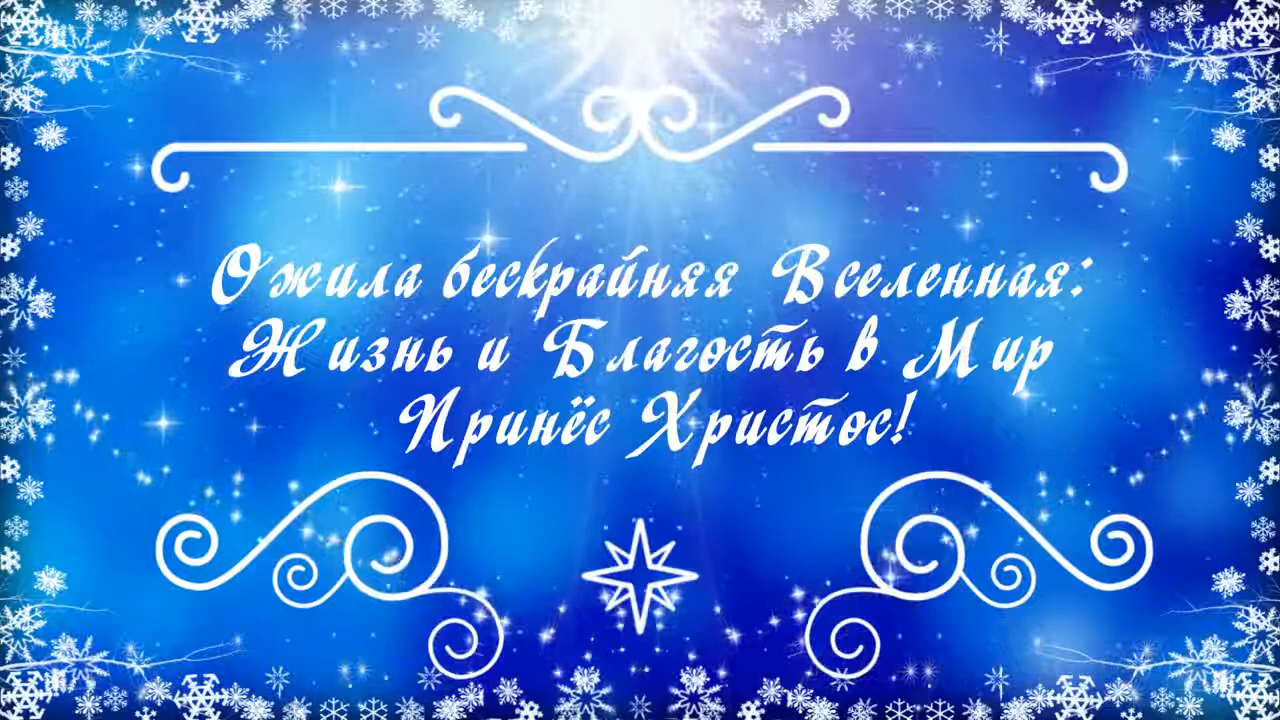 Ожила бескрайняя Вселенная:
Жизнь и Благость в Мир
Принёс Христос!